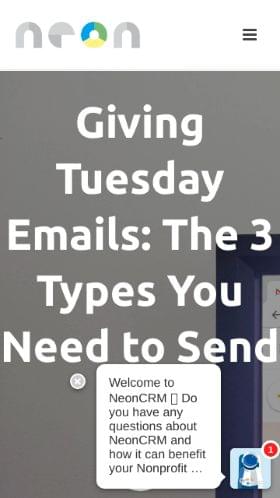 neon
Giving
Tuesday
Emails: The 3
Types You
Need to Send
Welcome to
NeonCRM ▯ Do
you have any
questions about
NeonCRM and
how it can benefit
your Nonprofit ...
1